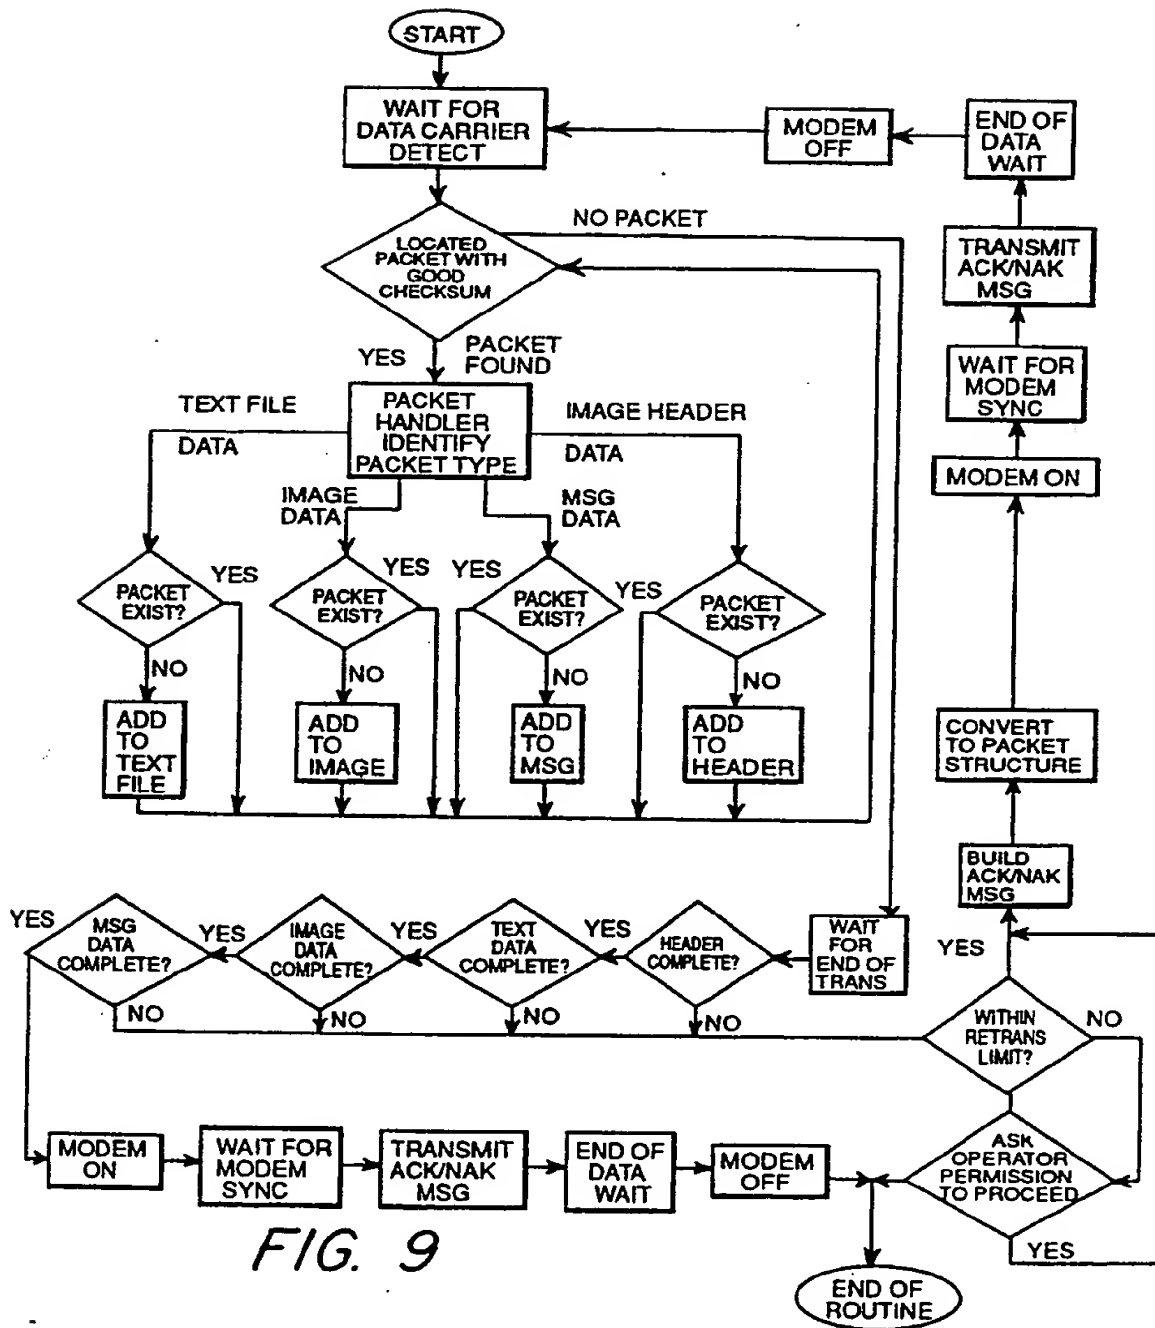 START
WAIT FOR
DATA CARRIER
DETECT
MODEM
OFF
END OF
DATA
WAIT
NO PACKET
LOCATED
PACKET WITH
GOOD
CHECKSUM
TRANSMIT
ACK/NAK
MSG
YES
PACKET
FOUND
WAIT FOR
MODEM
SYNC
TEXT FILE
DATA
PACKET
HANDLER
IDENTIFY
PACKET TYPE
IMAGE HEADER
DATA
MODEM ON
IMAGE
DATA
MSG
DATA
PACKET
EXIST?
YES
PACKET
EXIST?
YES
YES
PACKET
EXIST?
YES
PACKET
EXIST?
NO
NO
NO
NO
ADD
TO
TEXT
FILE
ADD
TO
IMAGE
ADD
TO
MSG
ADD
TO
HEADER
CONVERT
TO PACKET
STRUCTURE
BUILD
ACK/NAK
MSG
YES
MSG
DATA
COMPLETE?
YES
IMAGE
DATA
COMPLETE?
YES
TEXT
DATA
COMPLETE?
YES
HEADER
COMPLETE?
WAIT
FOR
END OF
TRANS
YES
NO
NO
NO
NO
WITHIN
RETRANS
LIMIT?
NO
MODEM
ON
WAIT FOR
MODEM
SYNC
TRANSMIT
ACK/NAK
MSG
END OF
DATA
WAIT
MODEM
OFF
ASK
OPERATOR
PERMISSION
TO PROCEED
YES
FIG. 9
END OF
ROUTINE